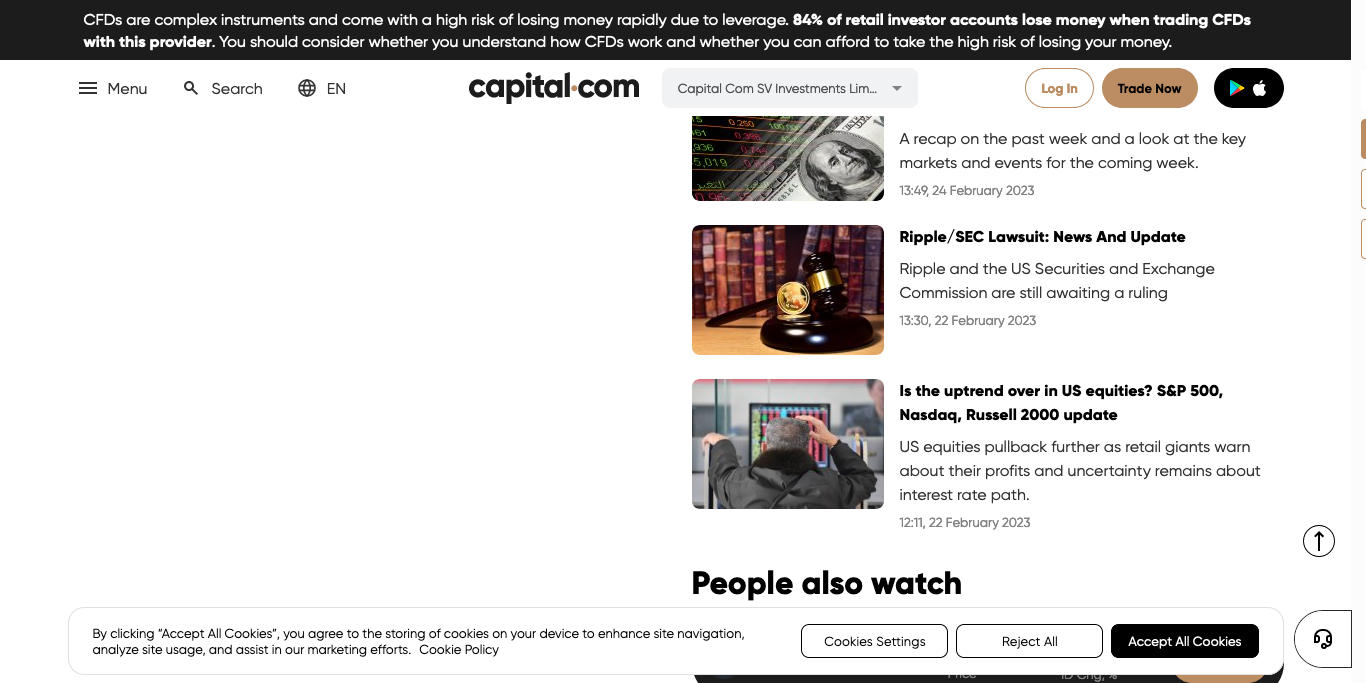 CFDs are complex instruments and come with a high risk of losing money rapidly due to leverage. 84% of retail investor accounts lose money when trading CFDs
with this provider. You should consider whether you understand how CFDs work and whether you can afford to take the high risk of losing your money.
Menu
Search
EN
capital.com
Capital Com SV Investments Lim...
Log In
Trade Now
A recap on the past week and a look at the key
markets and events for the coming week.
13:49, 24 February 2023
Ripple/SEC Lawsuit: News And Update
Ripple and the US Securities and Exchange
Commission are still awaiting a ruling
13:30, 22 February 2023
Is the uptrend over in US equities? S&P 500,
Nasdaq, Russell 2000 update
US equities pullback further as retail giants warn
about their profits and uncertainty remains about
interest rate path.
12:11, 22 February 2023
People also watch
By clicking “Accept All Cookies”, you agree to the storing of cookies on your device to enhance site navigation,
analyze site usage, and assist in our marketing efforts. Cookie Policy
Cookies Settings
Reject All
Accept All Cookies
Price
1D Chg, %